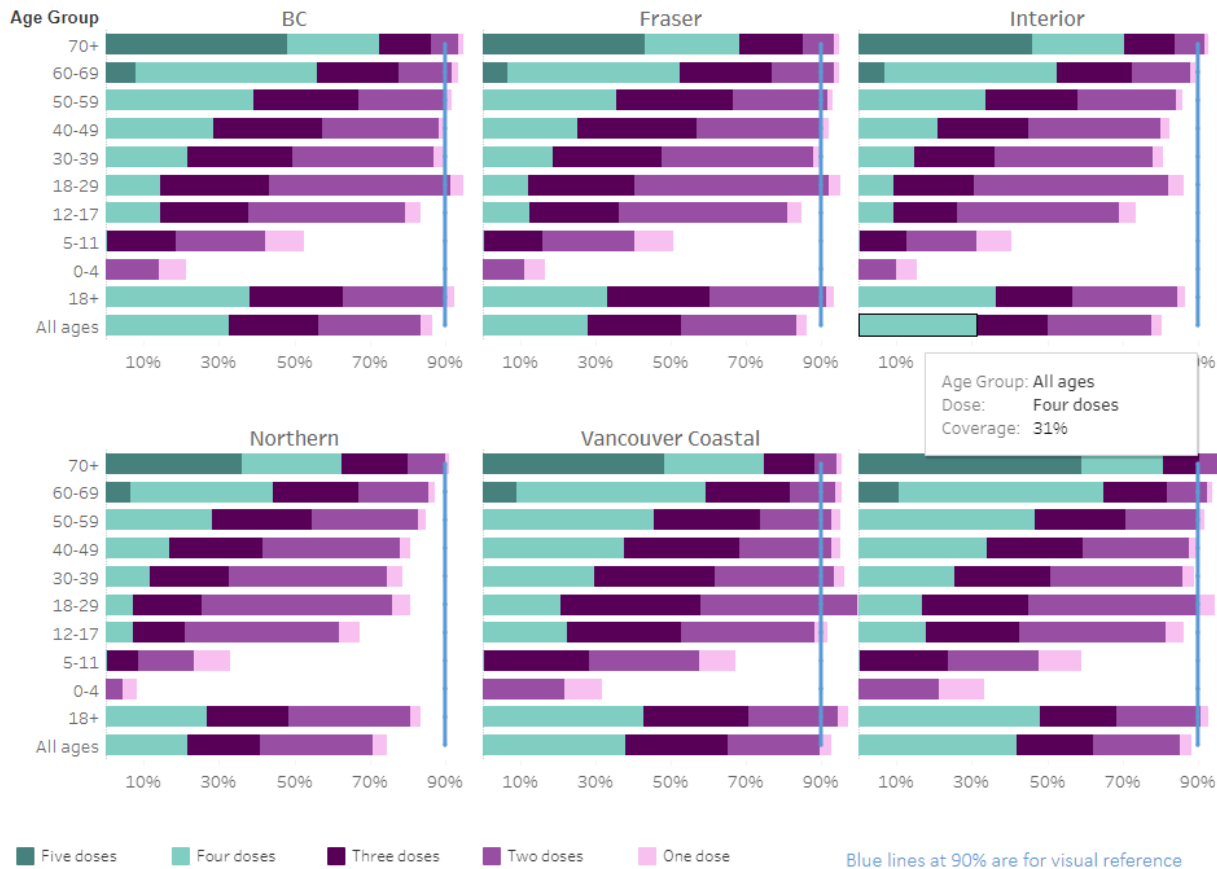 Age Group BC Fraser Interior
70+
60-69
50-59
40-49
30-39
18-29
12-17
5-11
0-4
18+
All ages
10% 30% 50% 70% 90% 10% 30% 50% 70% 90% 10%
Age Group: All ages
Dose: Four doses
Coverage: 31%
Northern Vancouver Coastal
70+
60-69
50-59
40-49
30-39
18-29
12-17
5-11
0-4
18+
All ages
10% 30% 50% 70% 90% 10% 30% 50% 70% 90% 10% 30% 50% 70% 90%
Five doses Four doses Three doses Two doses One dose Blue lines at 90% are for visual reference